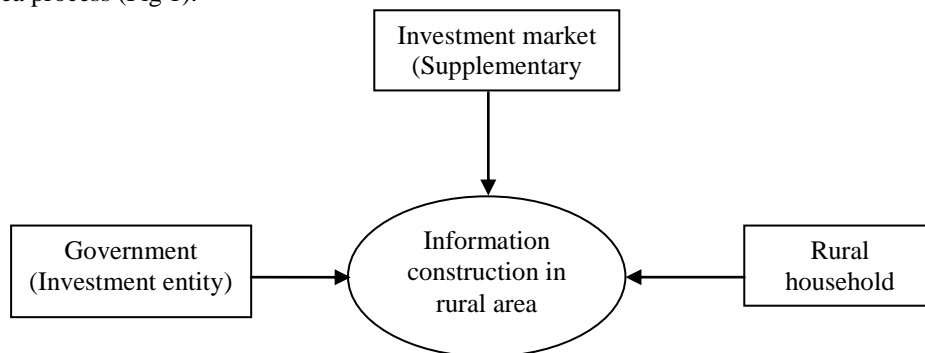 ea process (Fig 1).
Investment market
(Supplementary
Government
(Investment entity)
Information
construction in
rural area
Rural
household